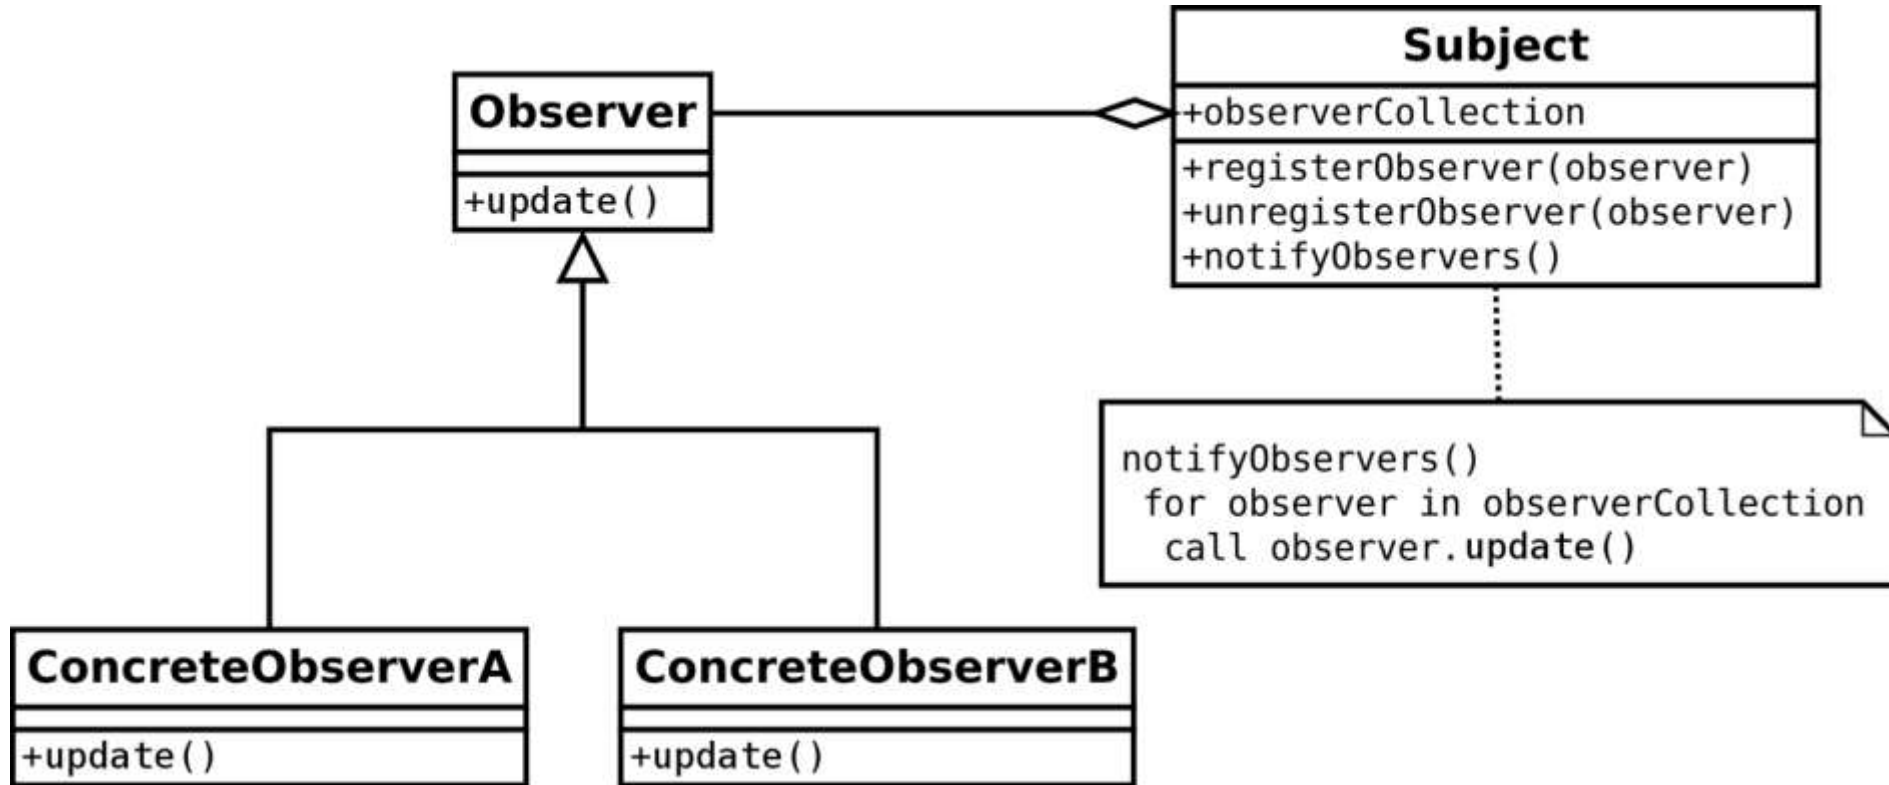 Observer
+update()
Subject
+observerCollection
+registerObserver(observer)
+unregisterObserver(observer)
+notifyObservers()
notifyObservers()
for observer in observerCollection
call observer.update()
ConcreteObserverA
+update()
ConcreteObserverB
+update()